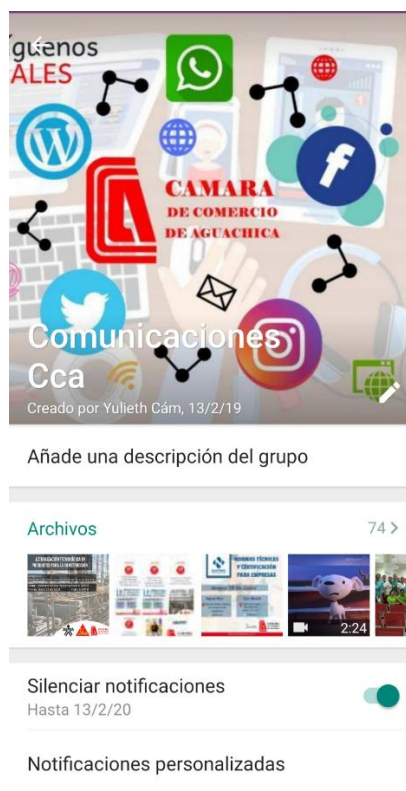 guenos
ALES
CAMARA
DE COMERCIO
DE AGUACHICA
Comunicaciones
Cca
Creado por Yulieth Cám, 13/2/19
Añade una descripción del grupo
Archivos
74 >
2:24
Silenciar notificaciones
Hasta 13/2/20
Notificaciones personalizadas